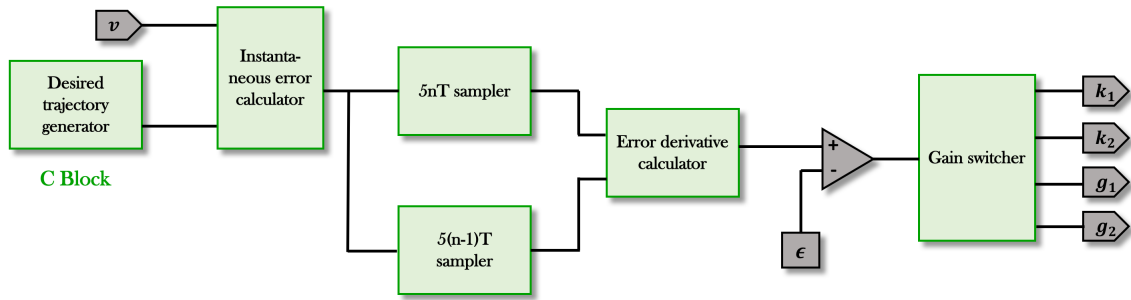 v
Desired
trajectory
generator
C Block
Instanta-
neous error
calculator
5nT sampler
5(n-1)T
sampler
Error derivative
calculator
+
-
ϵ
Gain switcher
k₁
k₂
g₁
g₂